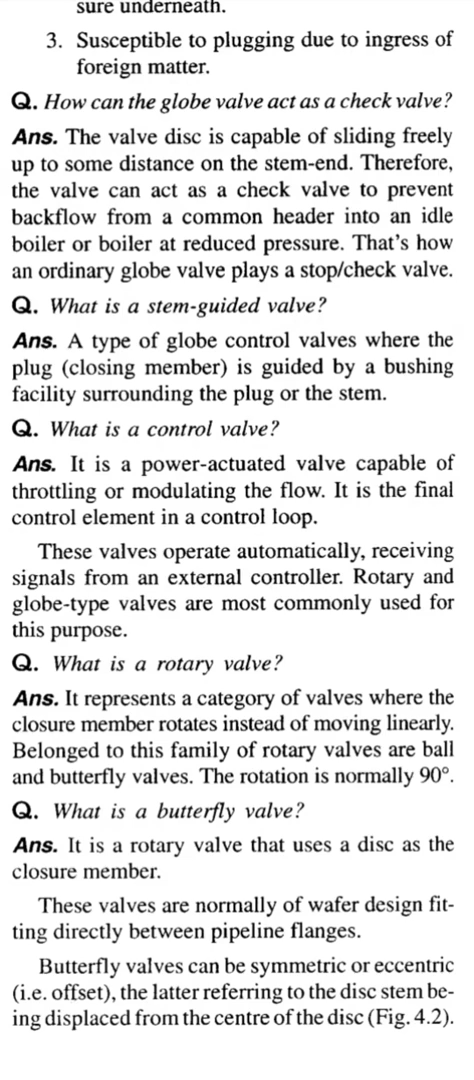 sure underneath.
3. Susceptible to plugging due to ingress of
foreign matter.
Q. How can the globe valve act as a check valve?
Ans. The valve disc is capable of sliding freely
up to some distance on the stem-end. Therefore,
the valve can act as a check valve to prevent
backflow from a common header into an idle
boiler or boiler at reduced pressure. That's how
an ordinary globe valve plays a stop/check valve.
Q. What is a stem-guided valve?
Ans. A type of globe control valves where the
plug (closing member) is guided by a bushing
facility surrounding the plug or the stem.
Q. What is a control valve?
Ans. It is a power-actuated valve capable of
throttling or modulating the flow. It is the final
control element in a control loop.
These valves operate automatically, receiving
signals from an external controller. Rotary and
globe-type valves are most commonly used for
this purpose.
Q. What is a rotary valve?
Ans. It represents a category of valves where the
closure member rotates instead of moving linearly.
Belonged to this family of rotary valves are ball
and butterfly valves. The rotation is normally 90°.
Q. What is a butterfly valve?
Ans. It is a rotary valve that uses a disc as the
closure member.
These valves are normally of wafer design fit-
ting directly between pipeline flanges.
Butterfly valves can be symmetric or eccentric
(i.e. offset), the latter referring to the disc stem be-
ing displaced from the centre of the disc (Fig. 4.2).